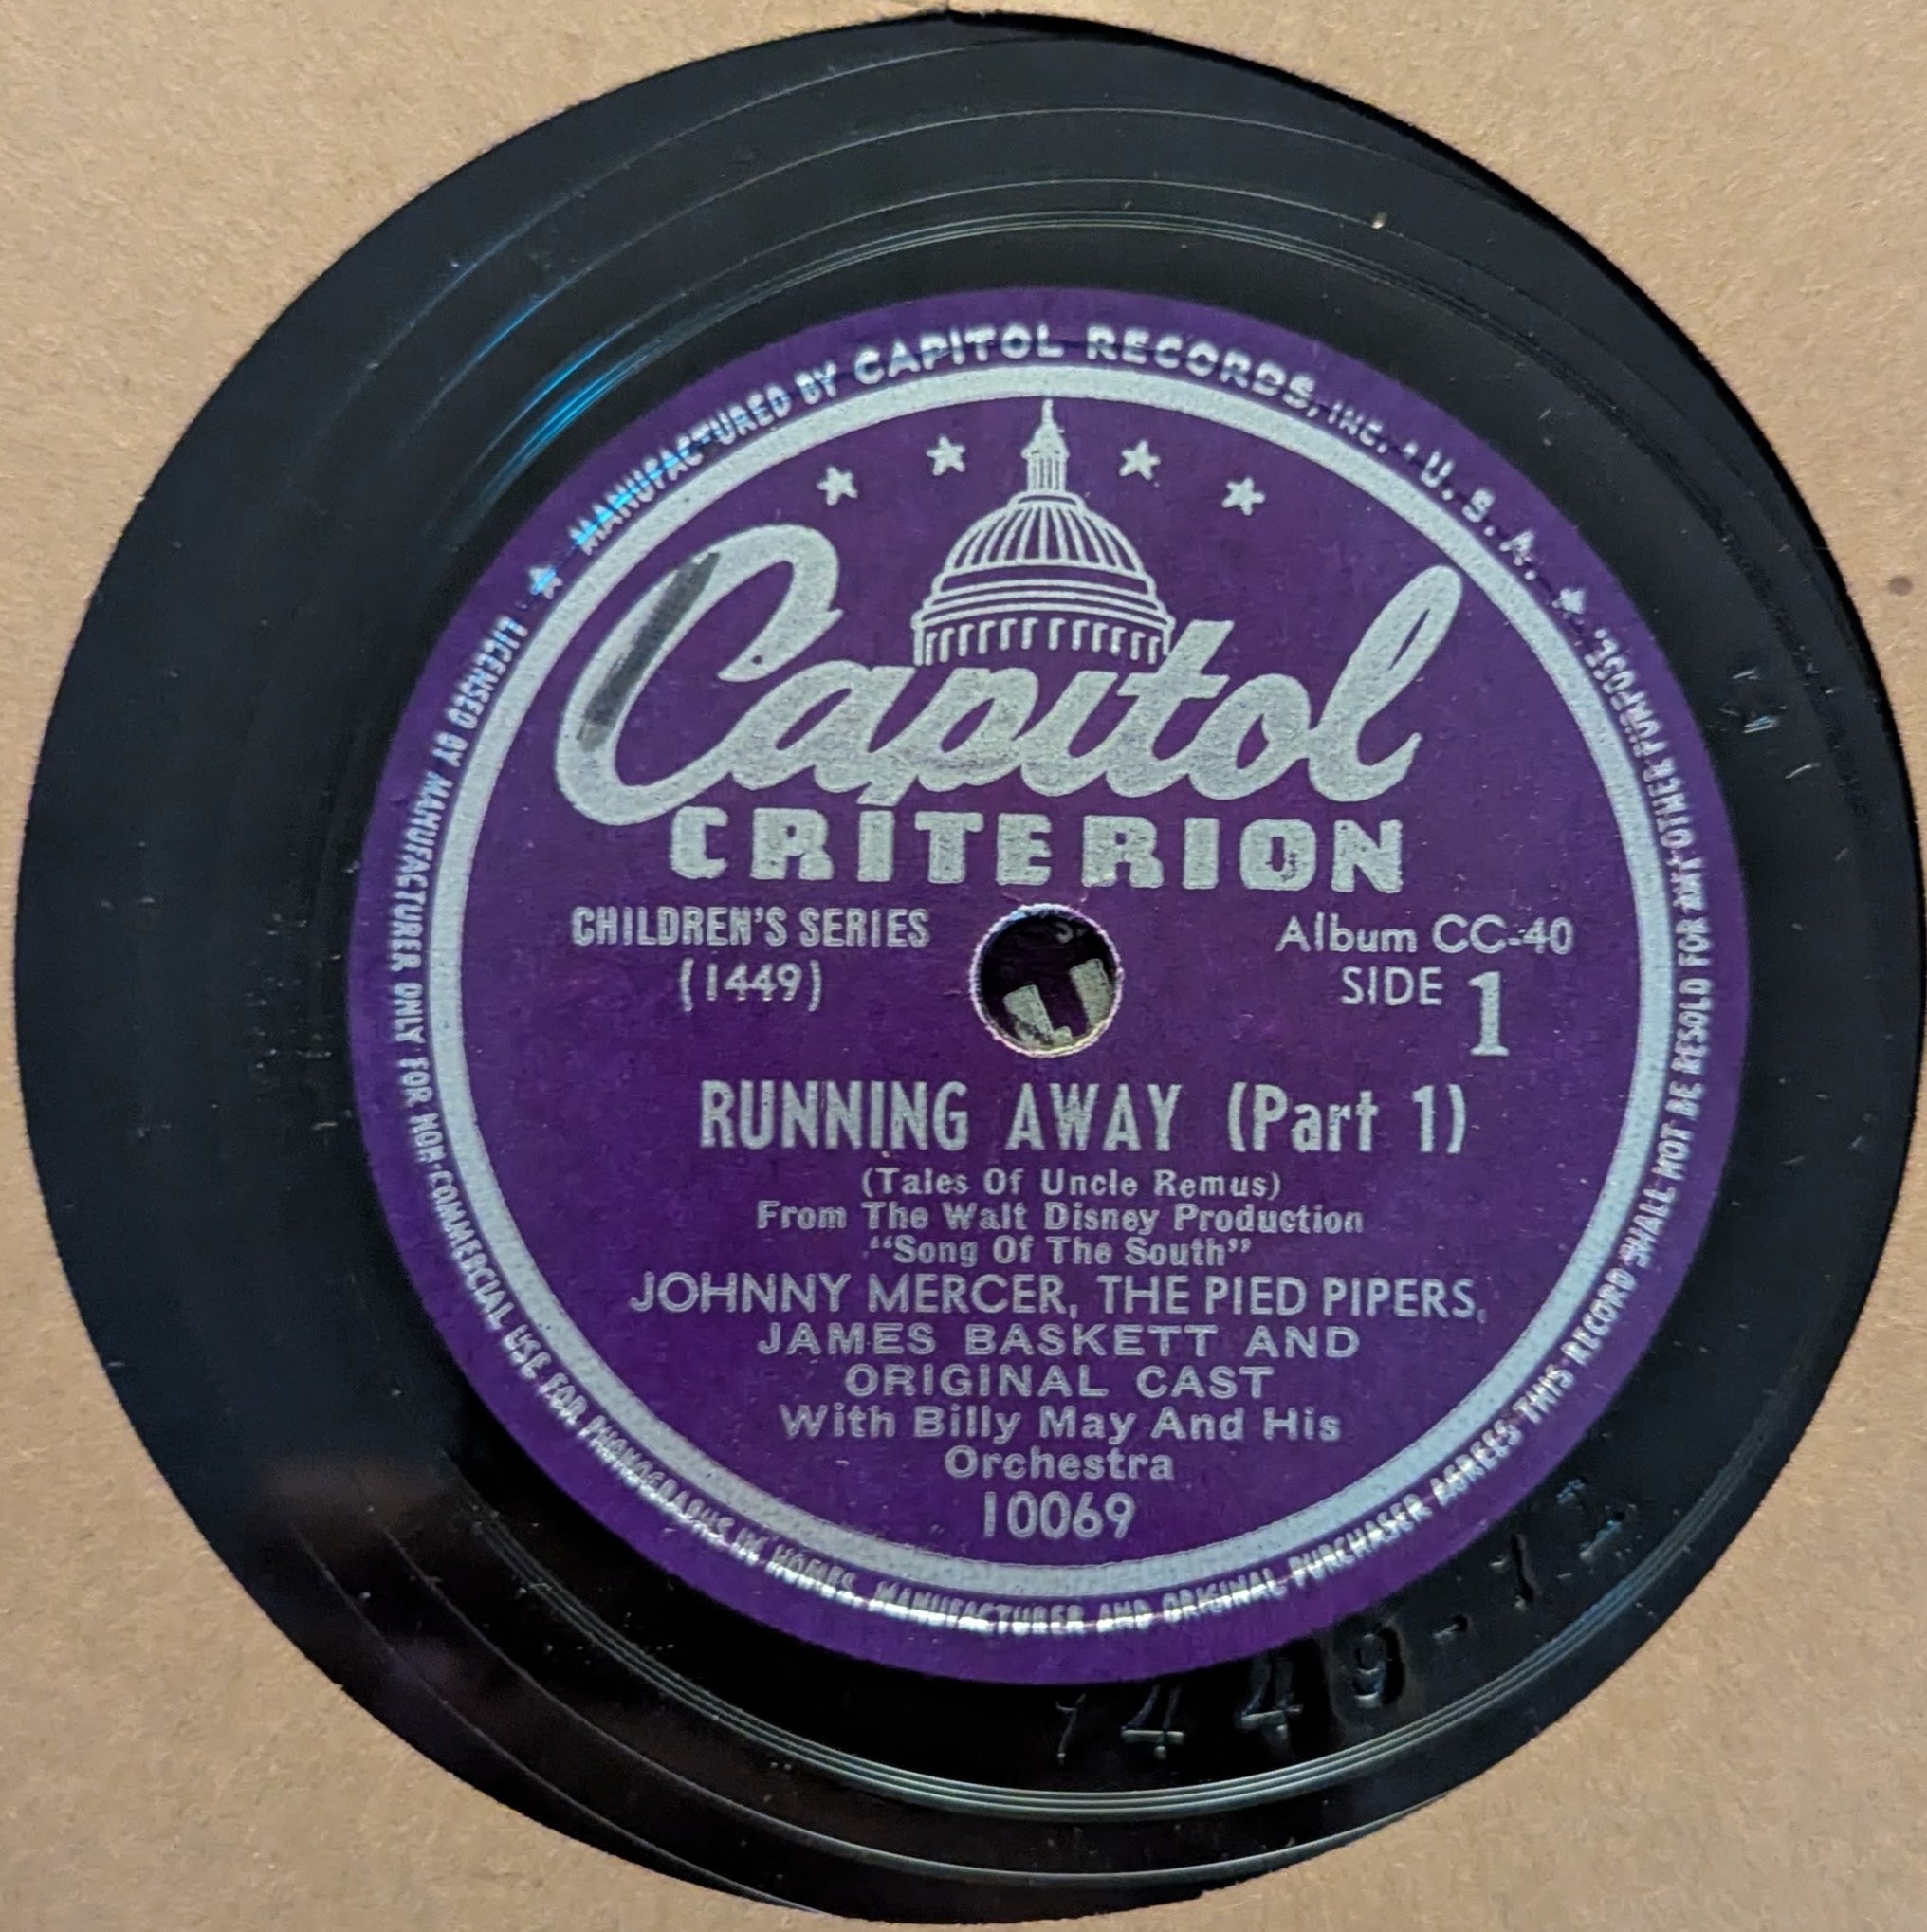 ★ MANUFACTURED BY CAPITOL RECORDS, INC. • U. S. A. ★
Capitol
CRITERION
CHILDREN'S SERIES
(1449)
Album CC-40
SIDE 1
RUNNING AWAY (Part 1)
(Tales Of Uncle Remus)
From The Walt Disney Production
“Song Of The South”
JOHNNY MERCER, THE PIED PIPERS,
JAMES BASKETT AND
ORIGINAL CAST
With Billy May And His
Orchestra
10069
LICENSED BY MANUFACTURER ONLY FOR NON-COMMERCIAL USE FOR PHONOGRAPHS IN HOMES. MANUFACTURER AND ORIGINAL PURCHASER AGREES THIS RECORD SHALL NOT BE RESOLD FOR ANY OTHER PURPOSE.
1449-1